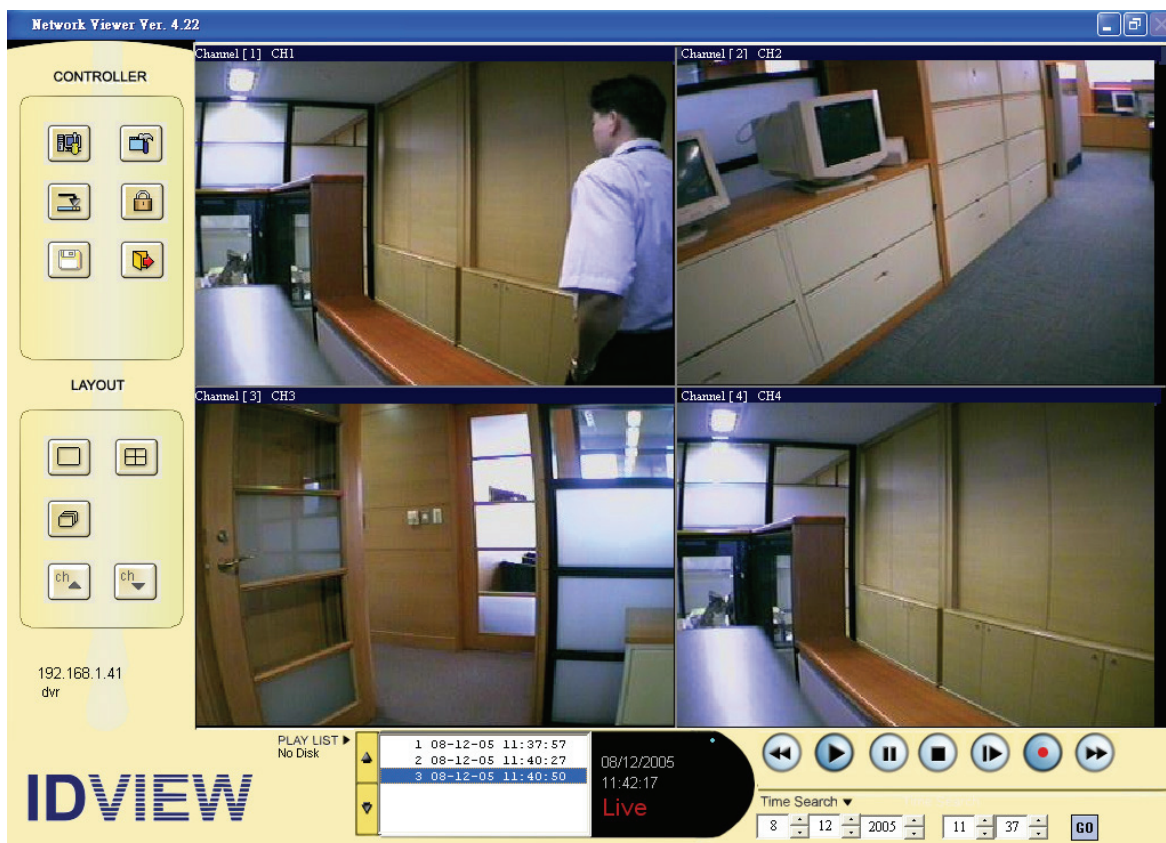 Network Viewer Ver. 4.22
CONTROLLER
LAYOUT
ch
ch
192.168.1.41
dvr
Channel [ 1] CH1
Channel [ 2] CH2
Channel [ 3] CH3
Channel [ 4] CH4
IDVIEW
PLAY LIST
No Disk
1 08-12-05 11:37:57
2 08-12-05 11:40:27
3 08-12-05 11:40:50
08/12/2005
11:42:17
Live
Time Search
8 12 2005 11 37 GO